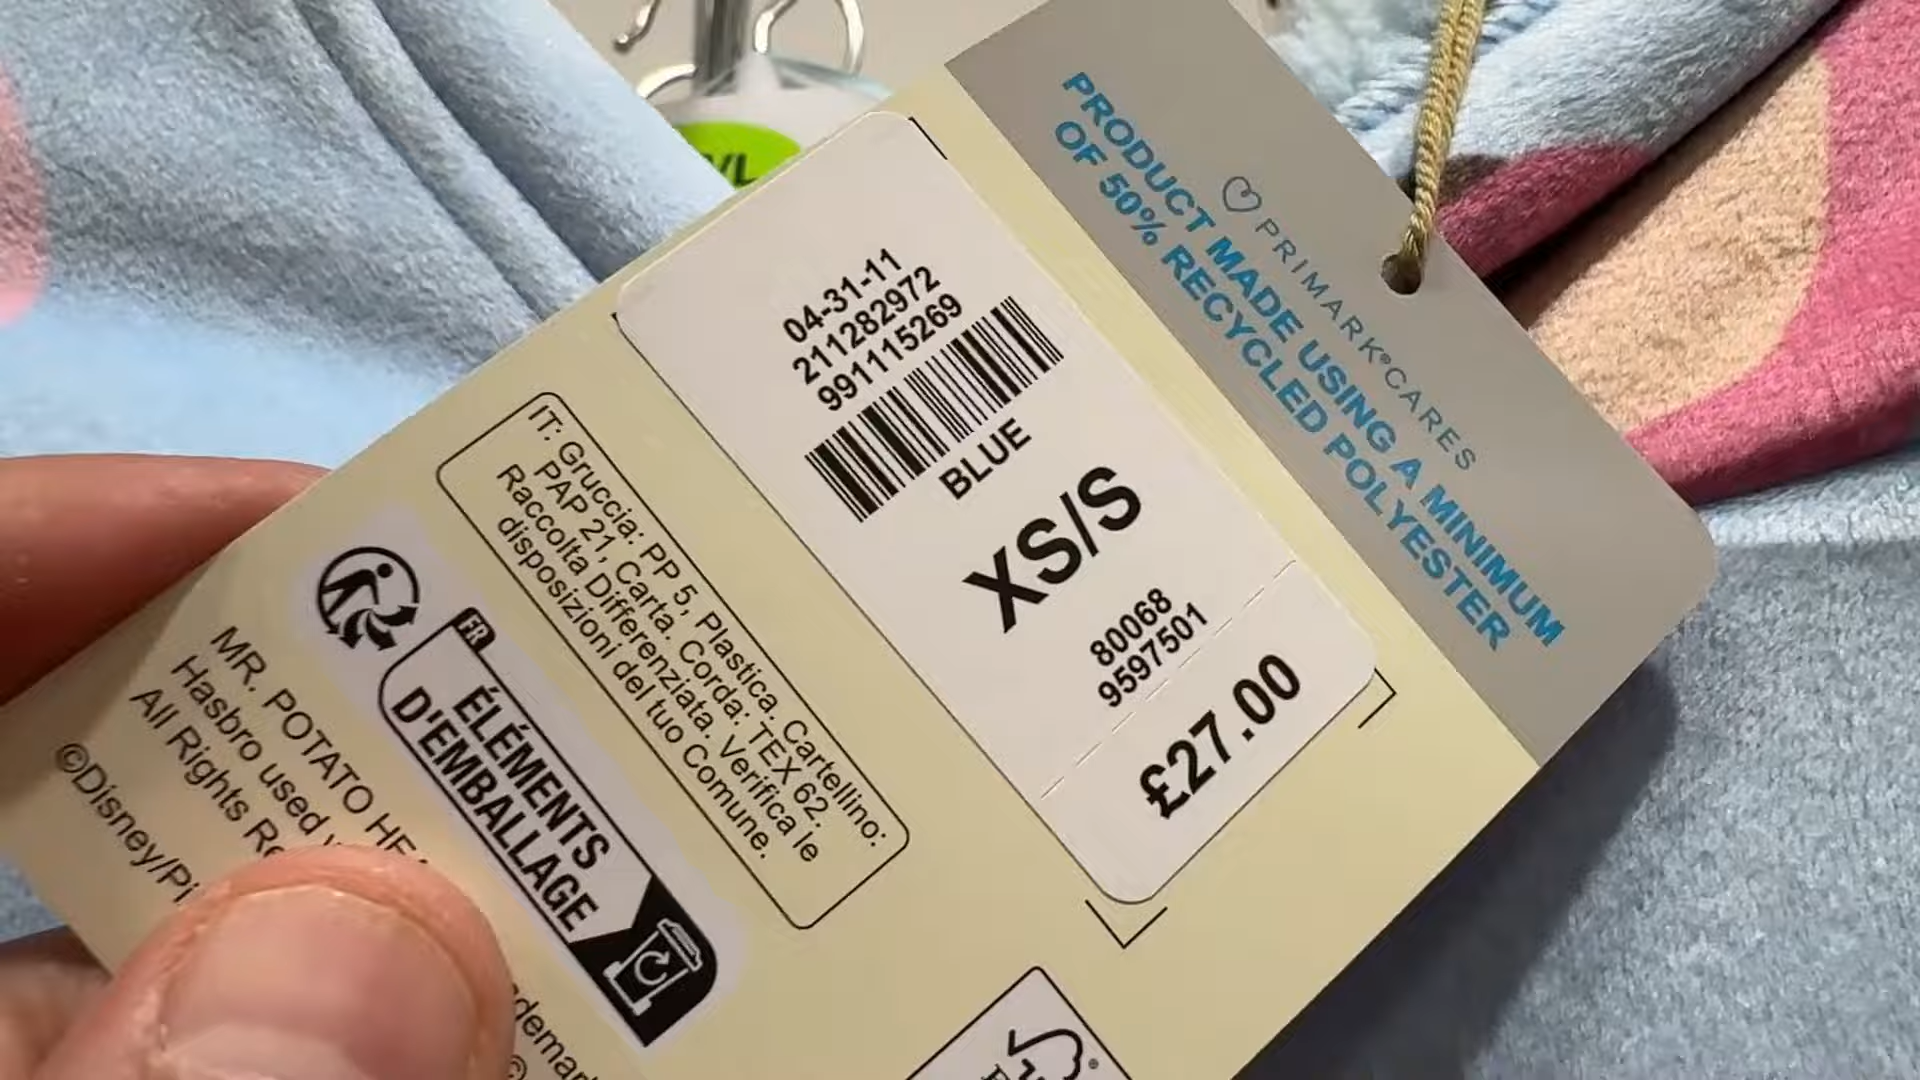 PRIMARK®CARES
PRODUCT MADE USING A MINIMUM
OF 50% RECYCLED POLYESTER
04-31-11
211282972
991115269
BLUE
XS/S
80068
9597501
£27.00
IT: Gruccia: PP 5, Plastica. Cartellino:
PAP 21, Carta. Corda: TEX 62.
Raccolta Differenziata. Verifica le
disposizioni del tuo Comune.
FR
ÉLÉMENTS
D'EMBALLAGE
MR. POTATO
Hasbro used
All Rights
©Disney/Pi